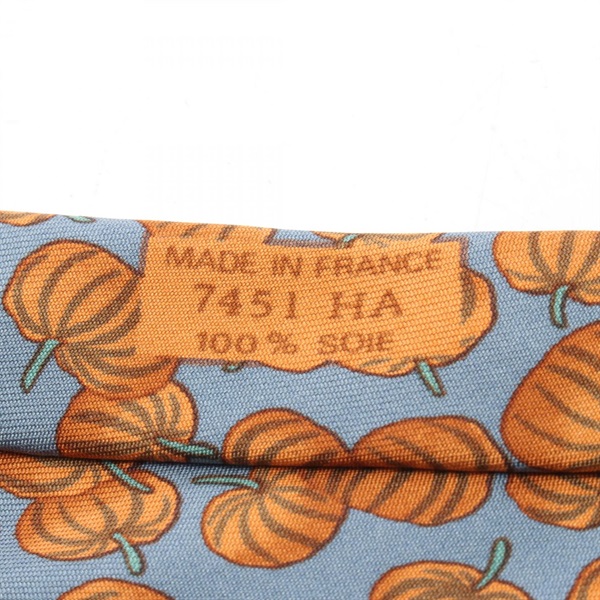 MADE IN FRANCE
7451 HA
100% SOIE